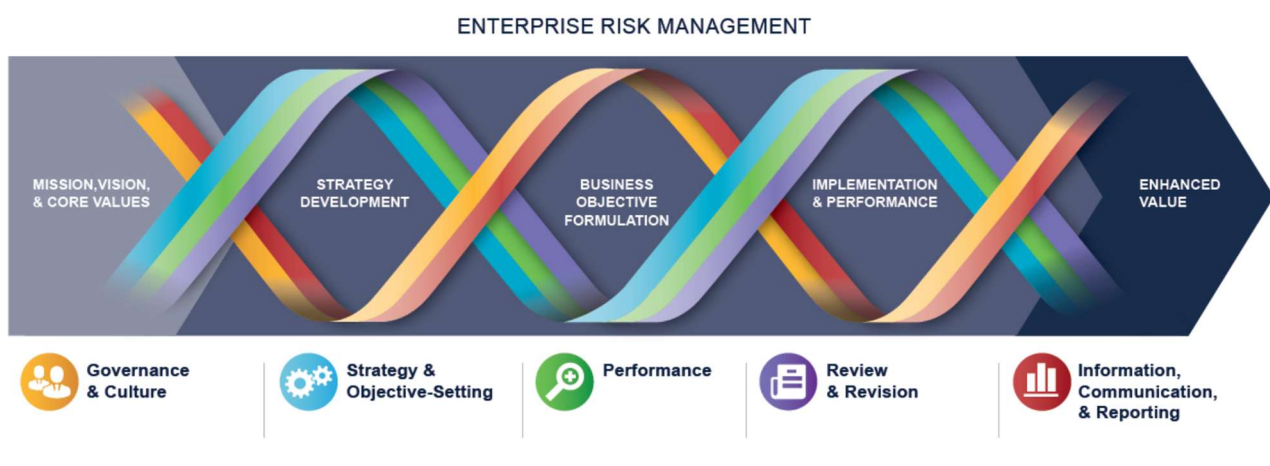 ENTERPRISE RISK MANAGEMENT
MISSION,VISION,
& CORE VALUES
STRATEGY
DEVELOPMENT
BUSINESS
OBJECTIVE
FORMULATION
IMPLEMENTATION
& PERFORMANCE
ENHANCED
VALUE
Governance
& Culture
Strategy &
Objective-Setting
Performance
Review
& Revision
Information,
Communication,
& Reporting